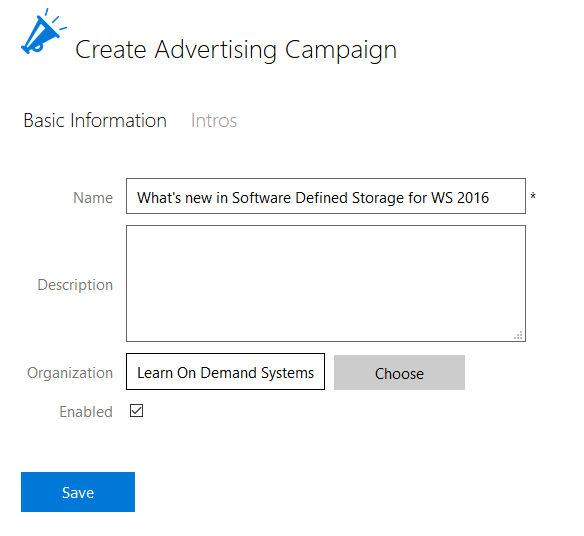 Create Advertising Campaign
Basic Information Intros
Name What's new in Software Defined Storage for WS 2016 *
Description
Organization Learn On Demand Systems Choose
Enabled
Save